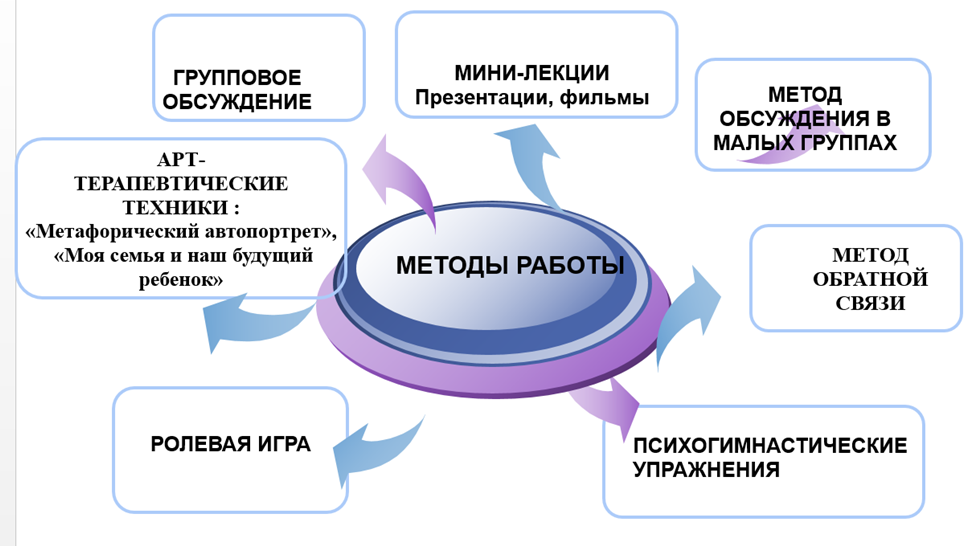 ГРУППОВОЕ
ОБСУЖДЕНИЕ
МИНИ-ЛЕКЦИИ
Презентации, фильмы
МЕТОД
ОБСУЖДЕНИЯ В
МАЛЫХ ГРУППАХ
АРТ-
ТЕРАПЕВТИЧЕСКИЕ
ТЕХНИКИ :
«Метафорический автопортрет»,
«Моя семья и наш будущий
ребенок»
МЕТОДЫ РАБОТЫ
МЕТОД
ОБРАТНОЙ
СВЯЗИ
РОЛЕВАЯ ИГРА
ПСИХОГИМНАСТИЧЕСКИЕ
УПРАЖНЕНИЯ